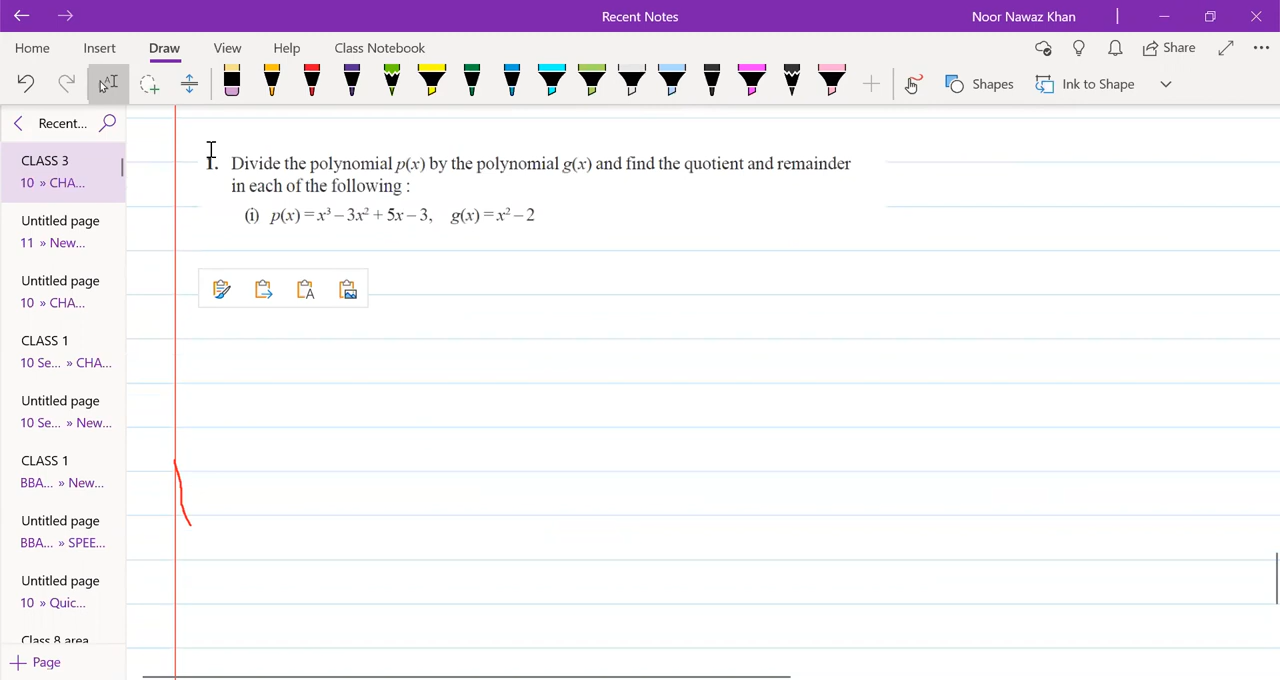 Recent Notes
Noor Nawaz Khan
Home Insert Draw View Help Class Notebook
Share
Shapes
Ink to Shape
Recent...
CLASS 3
10 » CHA...
Untitled page
11 » New...
Untitled page
10 » CHA...
CLASS 1
10 Se... » CHA...
Untitled page
10 Se... » New...
CLASS 1
BBA... » New...
Untitled page
BBA... » SPEE...
Untitled page
10 » Quic...
Class 8 area
Page
1. Divide the polynomial p(x) by the polynomial g(x) and find the quotient and remainder
in each of the following :
(i) p(x) = x³ – 3x² + 5x – 3, g(x) = x² – 2